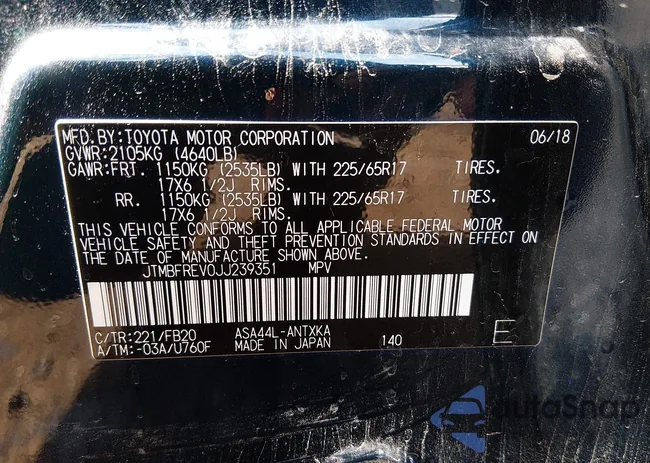 MFD.BY:TOYOTA MOTOR CORPORATION 06/18
GVWR:2105KG (4640LB)
GAWR:FRT. 1150KG (2535LB) WITH 225/65R17 TIRES.
17X6 1/2J RIMS.
RR. 1150KG (2535LB) WITH 225/65R17 TIRES.
17X6 1/2J RIMS.
THIS VEHICLE CONFORMS TO ALL APPLICABLE FEDERAL MOTOR
VEHICLE SAFETY AND THEFT PREVENTION STANDARDS IN EFFECT ON
THE DATE OF MANUFACTURE SHOWN ABOVE.
JTMBFREV0JJ239351 MPV
C/TR:221/FB20 ASA44L-ANTXKA
A/TM:-03A/U760F MADE IN JAPAN 140 E
AutoSnap